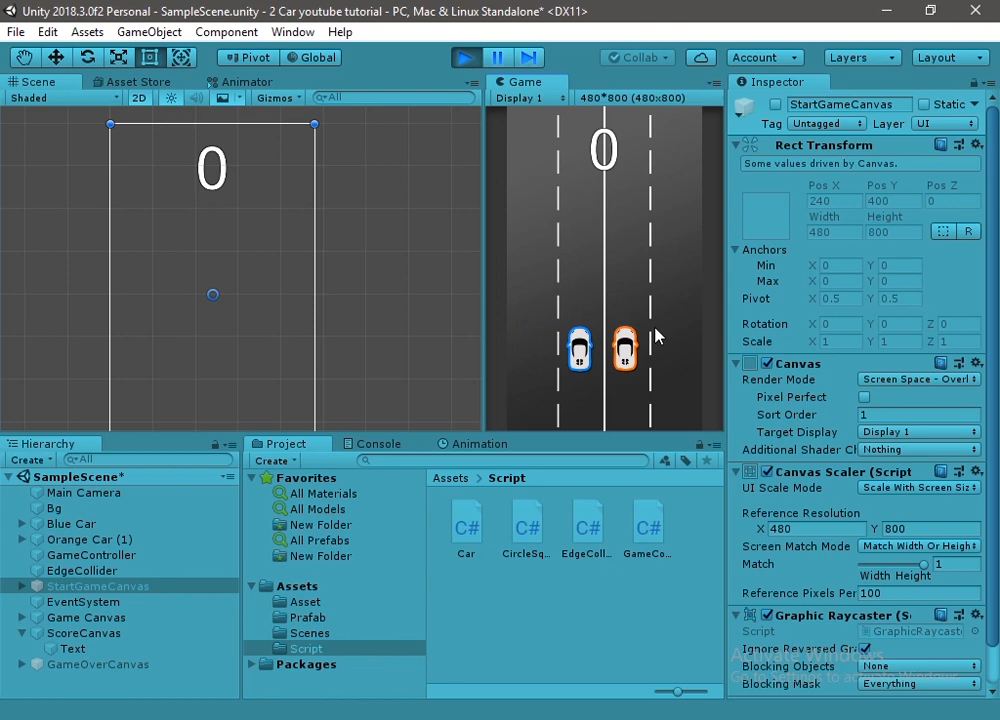 Unity 2018.3.0f2 Personal - SampleScene.unity - 2 Car youtube tutorial - PC, Mac & Linux Standalone* <DX11>
File Edit Assets GameObject Component Window Help
Pivot Global Collab Account Layers Layout
Scene Asset Store Animator
Shaded 2D Gizmos All
0
Game
Display 1 480*800 (480x800)
0
Inspector
StartGameCanvas Static
Tag Untagged Layer UI
Rect Transform
Some values driven by Canvas.
Pos X Pos Y Pos Z
240 400 0
Width Height
480 800
R
Anchors
Min X 0 Y 0
Max X 0 Y 0
Pivot X 0.5 Y 0.5
Rotation X 0 Y 0 Z 0
Scale X 1 Y 1 Z 1
Canvas
Render Mode Screen Space - Overl
Pixel Perfect
Sort Order 1
Target Display Display 1
Additional Shader Cl Nothing
Canvas Scaler (Script
UI Scale Mode Scale With Screen Siz
Reference Resolution
X 480 Y 800
Screen Match Mode Match Width Or Heigh
Match 1
Width Height
Reference Pixels Per 100
Graphic Raycaster (S
Script GraphicRaycast
Ignore Reversed Gra
Blocking Objects None
Blocking Mask Everything
Activate Windows
Go to Settings to activate Windows.
Hierarchy
Create All
SampleScene*
Main Camera
Bg
Blue Car
Orange Car (1)
GameController
EdgeCollider
StartGameCanvas
EventSystem
Game Canvas
ScoreCanvas
Text
GameOverCanvas
Project Console Animation
Create
Favorites
All Materials
All Models
New Folder
All Prefabs
New Folder
Assets
Asset
Prafab
Scenes
Script
Packages
Assets > Script
C# C# C# C#
Car CircleSq... EdgeColl... GameCo...